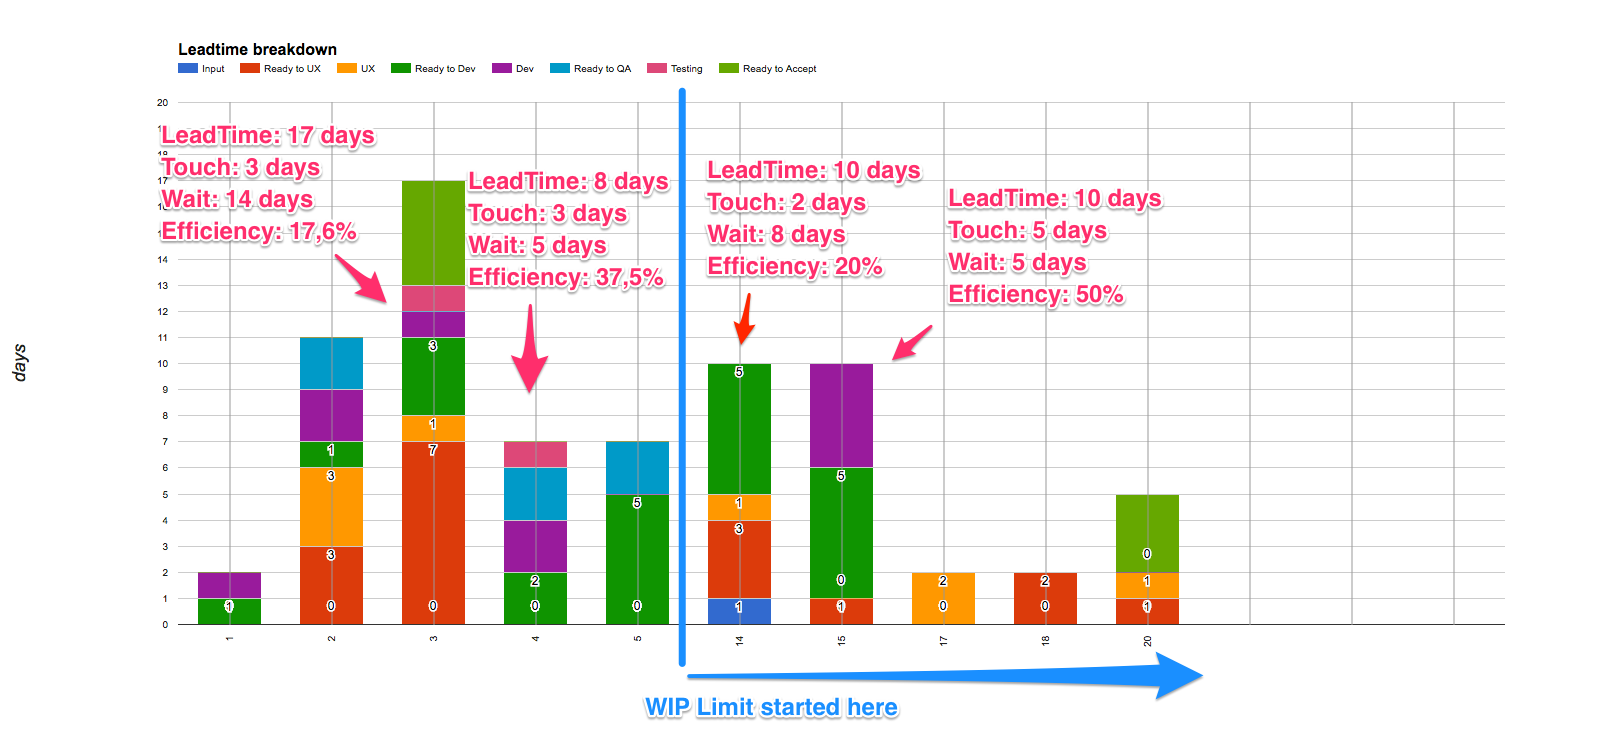 Leadtime breakdown
Input Ready to UX UX Ready to Dev Dev Ready to QA Testing Ready to Accept
days
20
19
18
17
16
15
14
13
12
11
10
9
8
7
6
5
4
3
2
1
0
LeadTime: 17 days
Touch: 3 days
Wait: 14 days
Efficiency: 17,6%
LeadTime: 8 days
Touch: 3 days
Wait: 5 days
Efficiency: 37,5%
LeadTime: 10 days
Touch: 2 days
Wait: 8 days
Efficiency: 20%
LeadTime: 10 days
Touch: 5 days
Wait: 5 days
Efficiency: 50%
1
1
3
3
0
3
1
7
0
2
0
5
0
5
1
3
1
5
0
1
2
0
2
0
0
1
1
1 2 3 4 5 14 15 17 18 20
WIP Limit started here